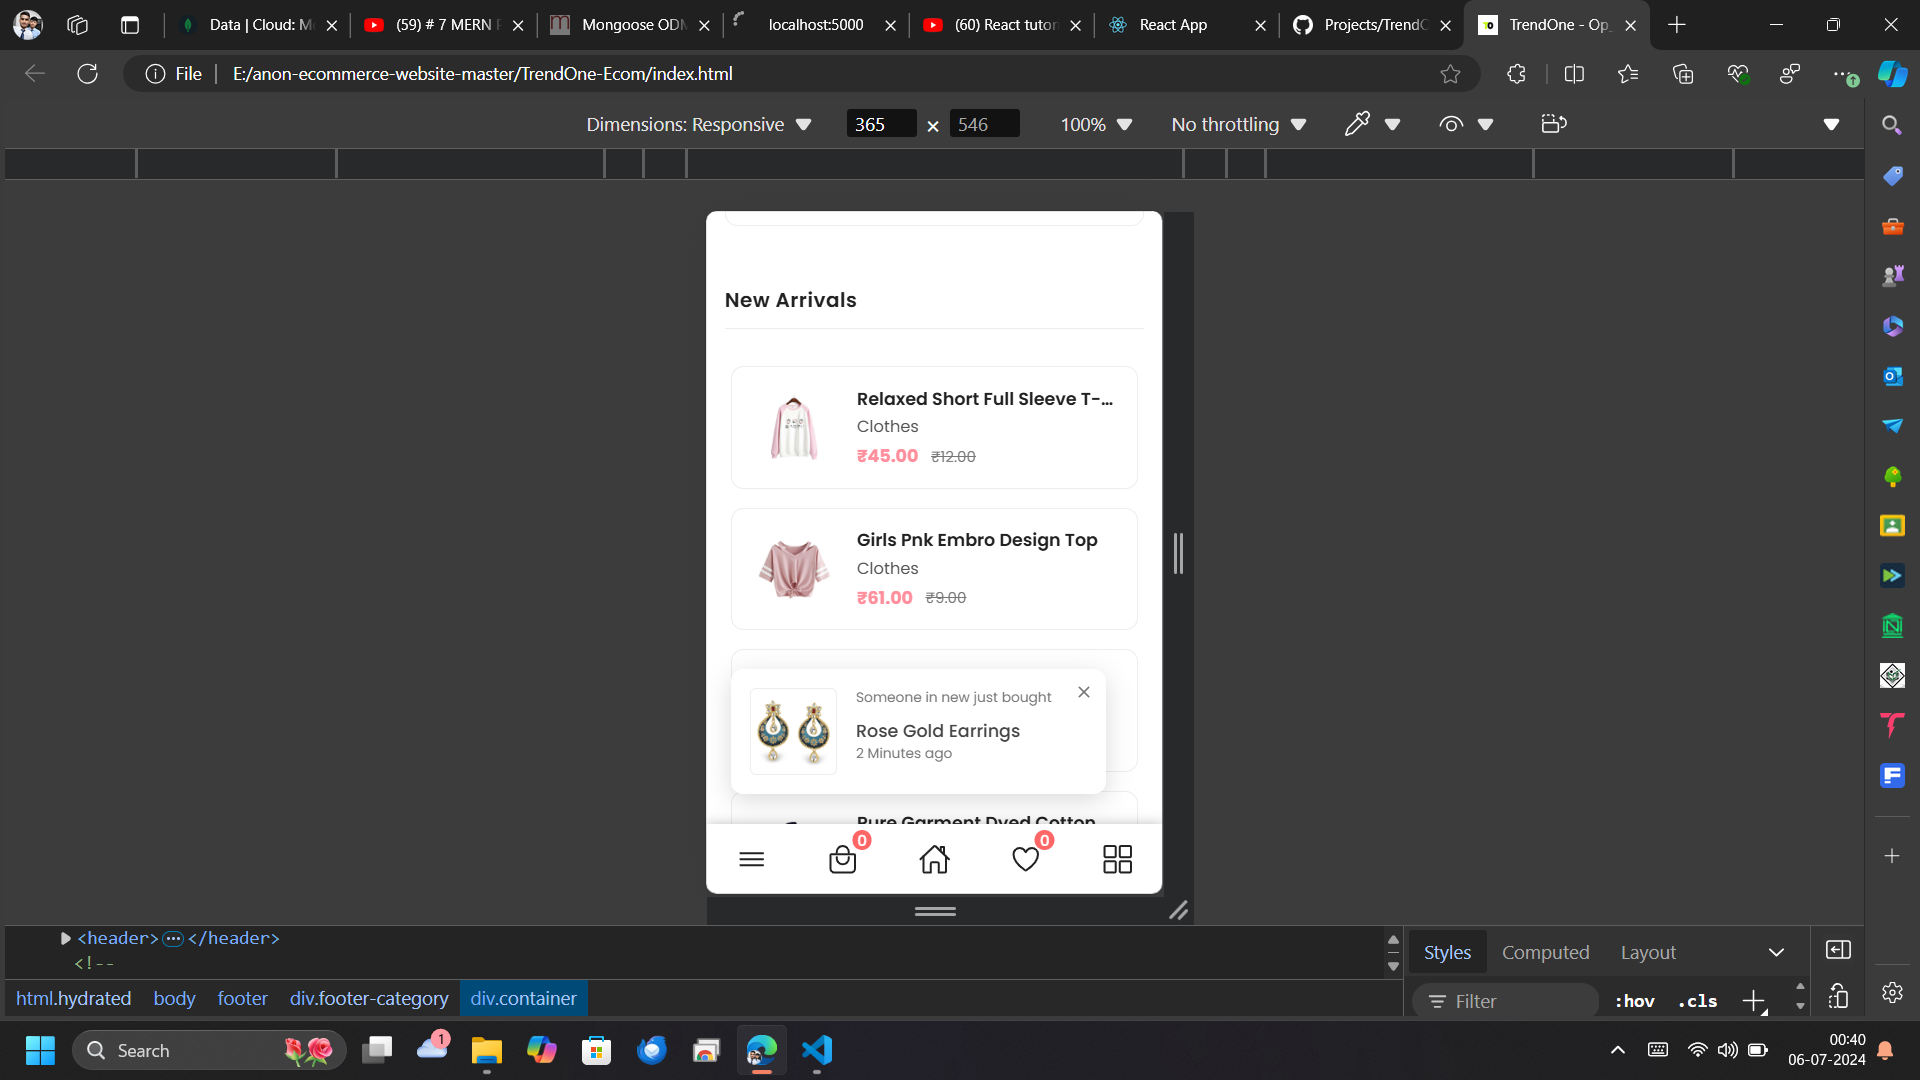 Data | Cloud: M
(59) # 7 MERN
Mongoose ODM
localhost:5000
(60) React tutor
React App
Projects/Trend
TrendOne - Op
File
E:/anon-ecommerce-website-master/TrendOne-Ecom/index.html
Dimensions: Responsive
365 × 546
100%
No throttling
New Arrivals
Relaxed Short Full Sleeve T-...
Clothes
₹45.00 ₹12.00
Girls Pnk Embro Design Top
Clothes
₹61.00 ₹9.00
Someone in new just bought
Rose Gold Earrings
2 Minutes ago
Pure Garment Dyed Cotton
0
0
<header>…</header>
<!--
html.hydrated body footer div.footer-category div.container
Styles Computed Layout
Filter :hov .cls
Search
1
00:40
06-07-2024